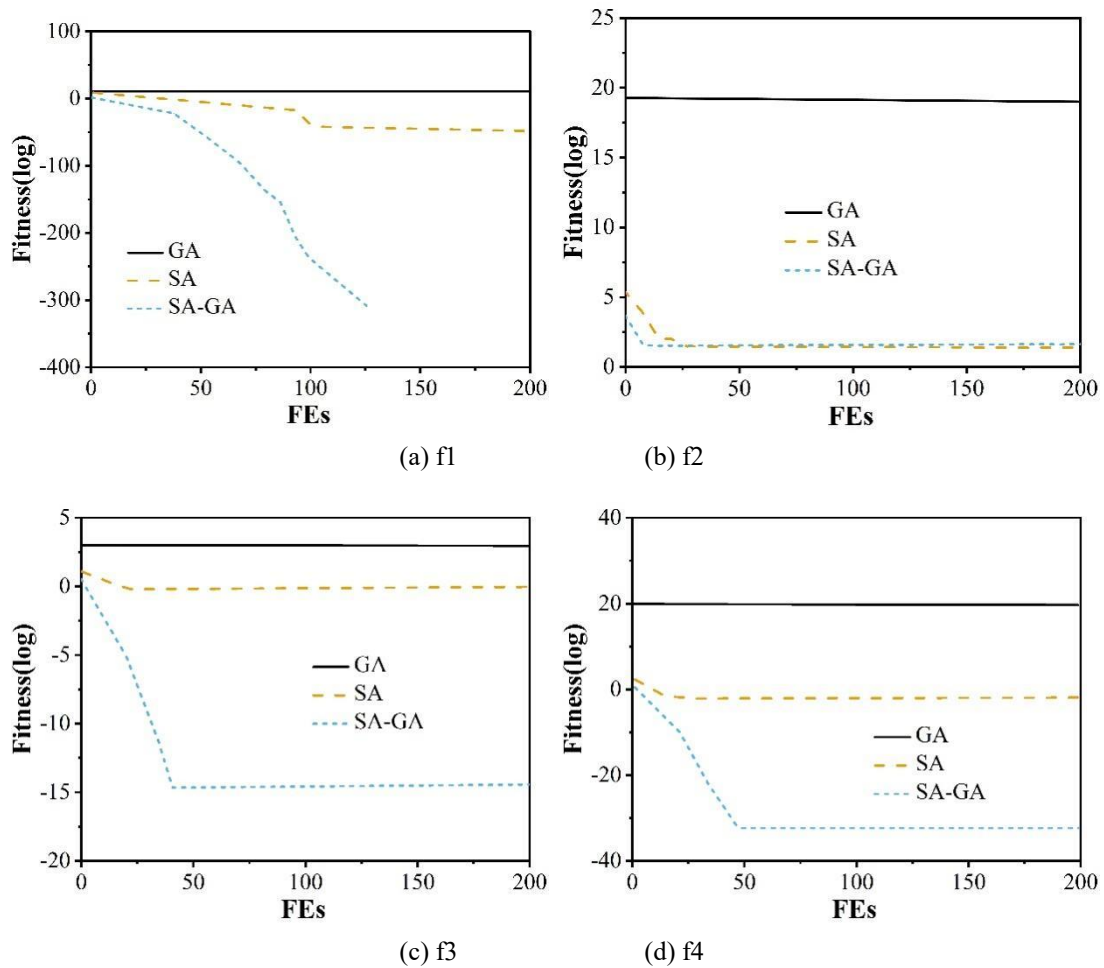 100
0
-100
-200
-300
-400
Fitness(log)
GA
SA
SA-GA
0 50 100 150 200
FEs
(a) f1
25
20
15
10
5
0
Fitness(log)
GA
SA
SA-GA
0 50 100 150 200
FEs
(b) f2
5
0
-5
-10
-15
-20
Fitness(log)
GA
SA
SA-GA
0 50 100 150 200
FEs
(c) f3
40
20
0
-20
-40
Fitness(log)
GA
SA
SA-GA
0 50 100 150 200
FEs
(d) f4